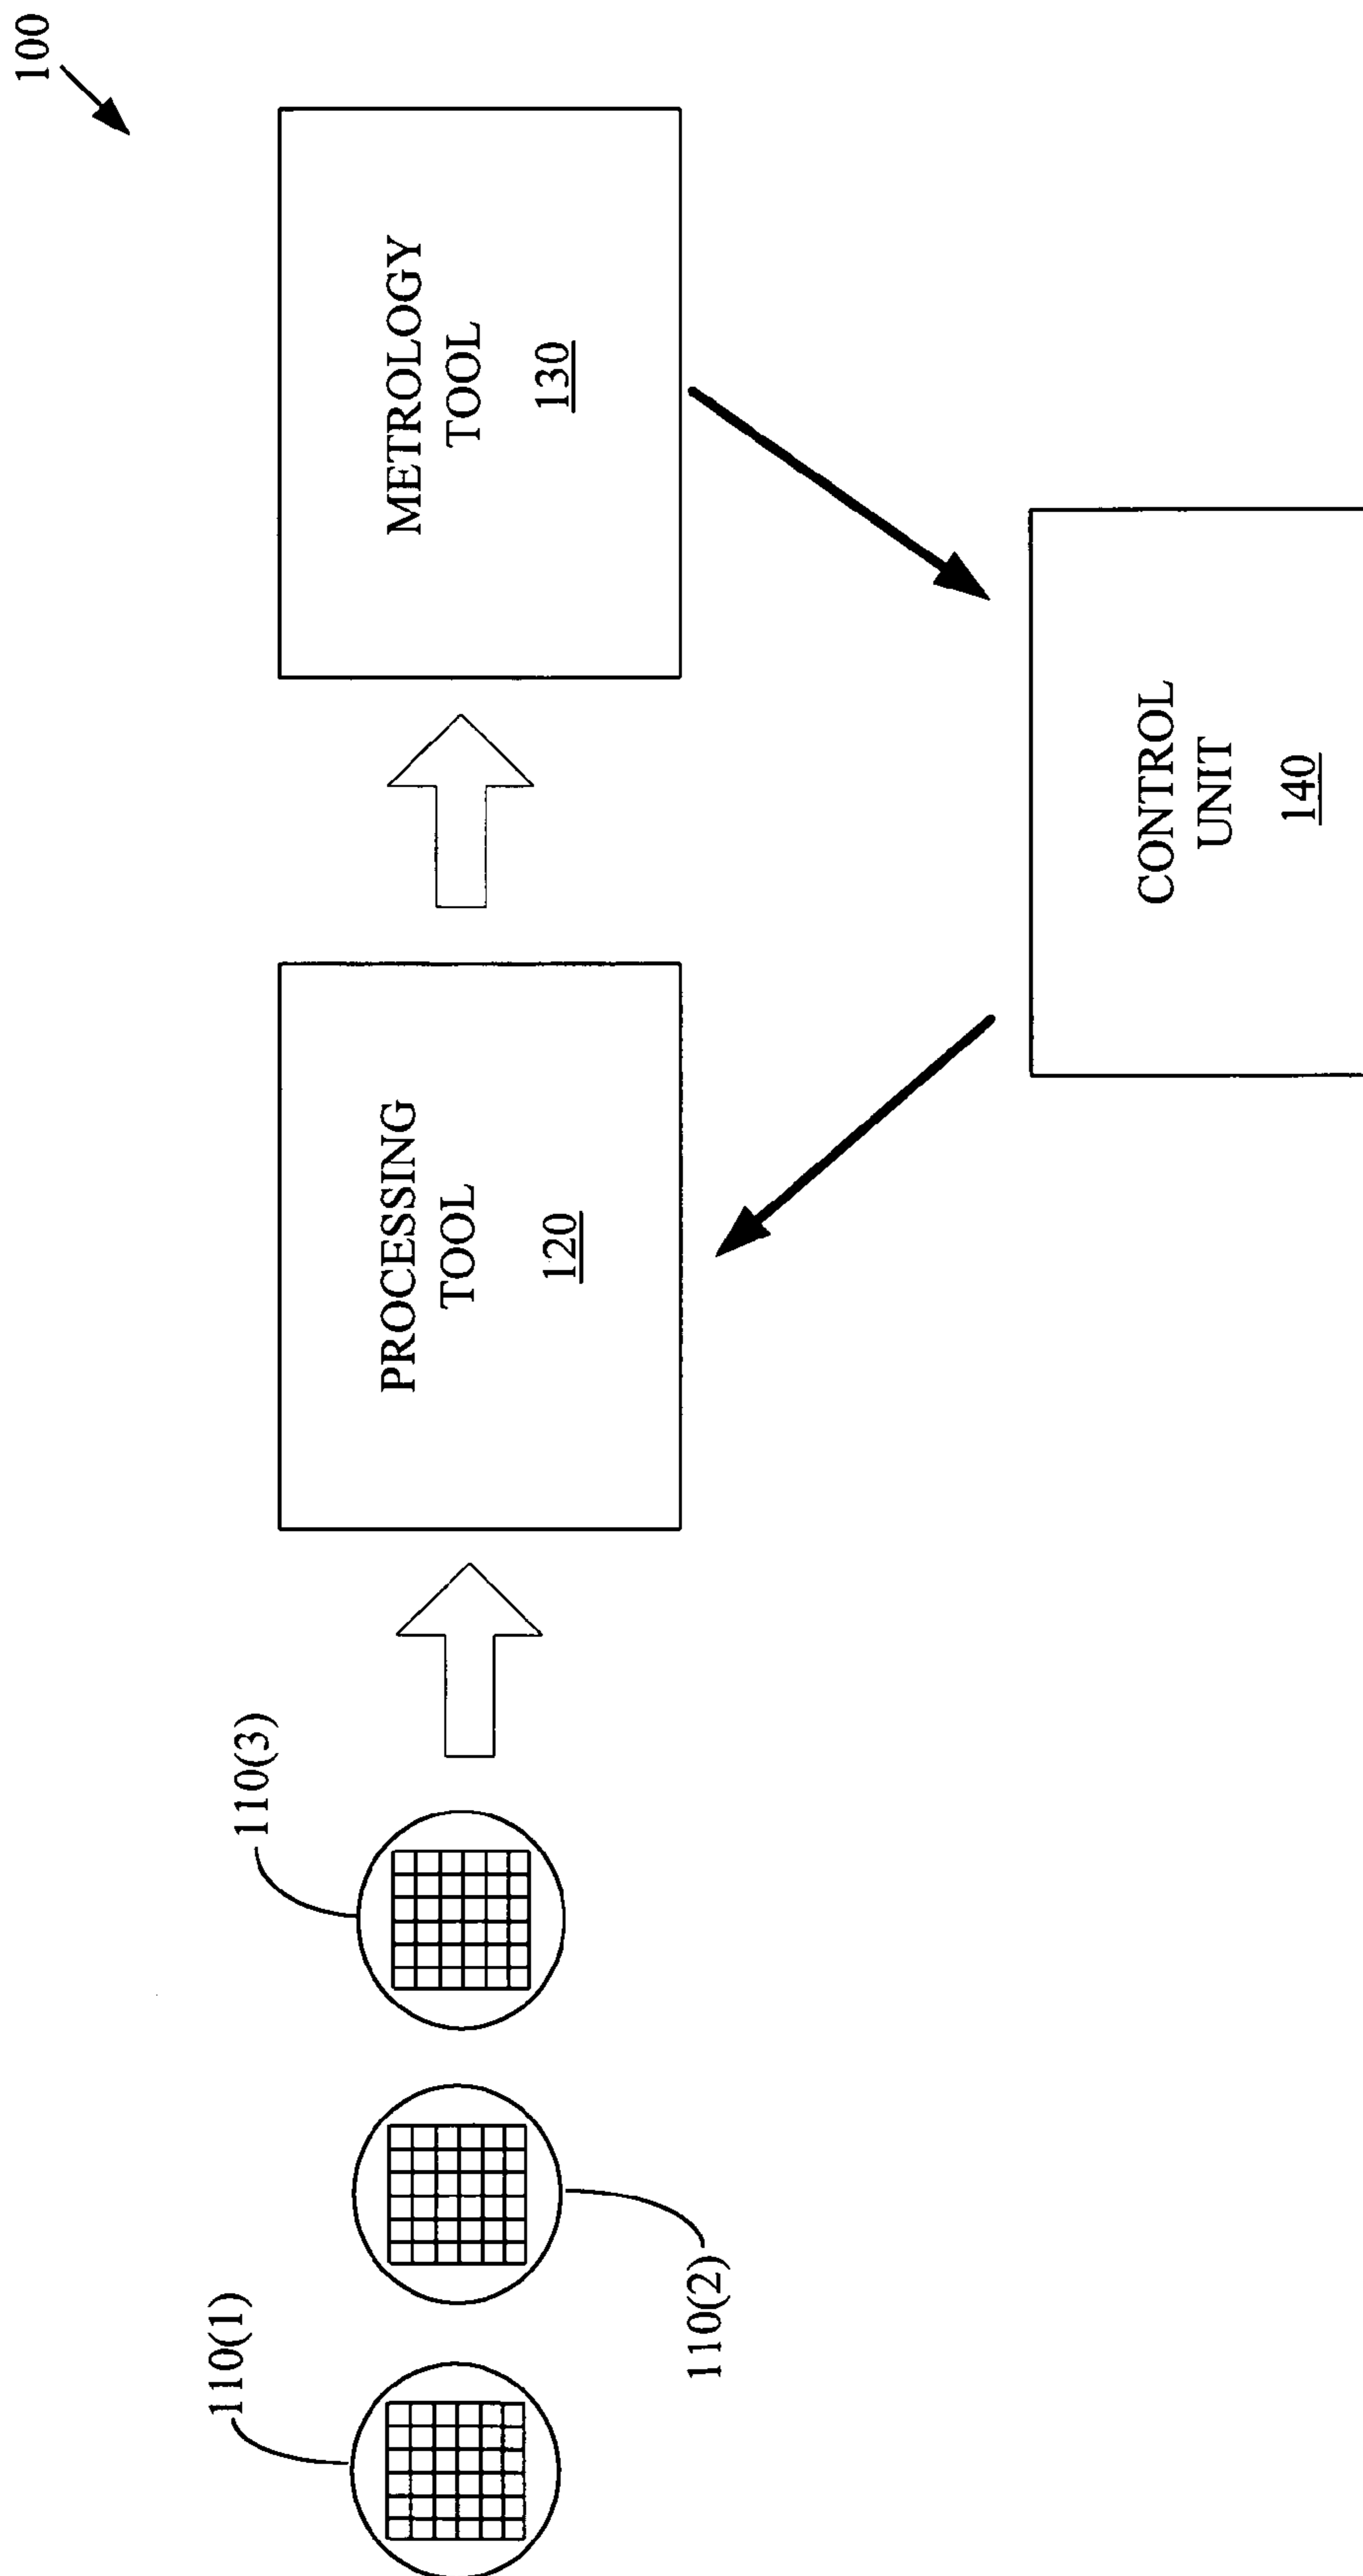 100
110(1)
110(2)
110(3)
PROCESSING
TOOL
120
METROLOGY
TOOL
130
CONTROL
UNIT
140